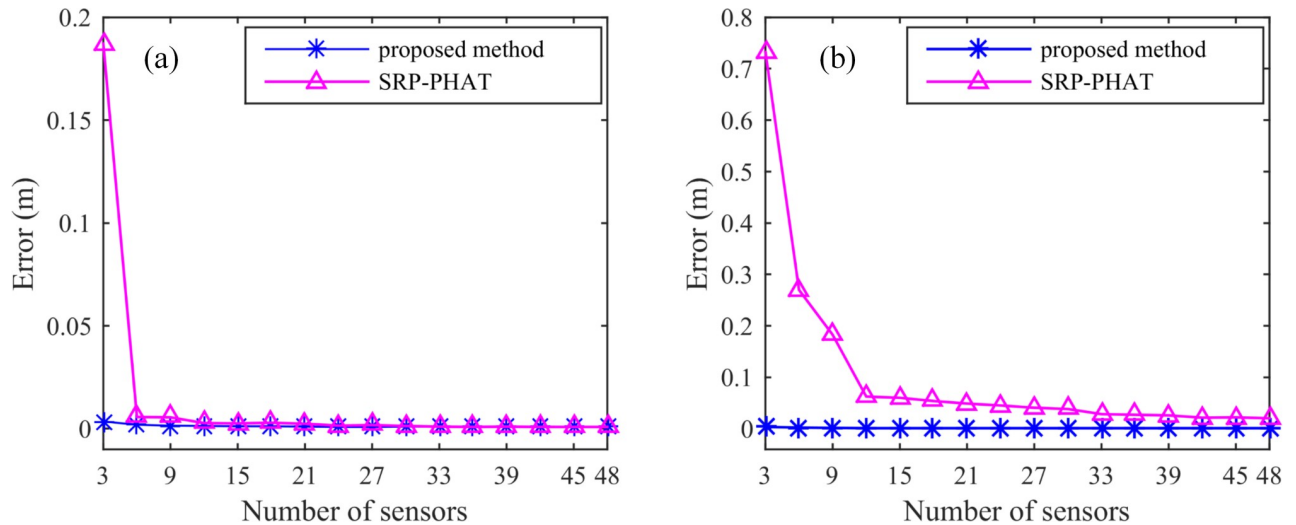 (a)
proposed method
SRP-PHAT
0.2
0.15
0.1
0.05
0
Error (m)
3 9 15 21 27 33 39 45 48
Number of sensors
(b)
proposed method
SRP-PHAT
0.8
0.7
0.6
0.5
0.4
0.3
0.2
0.1
0
Error (m)
3 9 15 21 27 33 39 45 48
Number of sensors